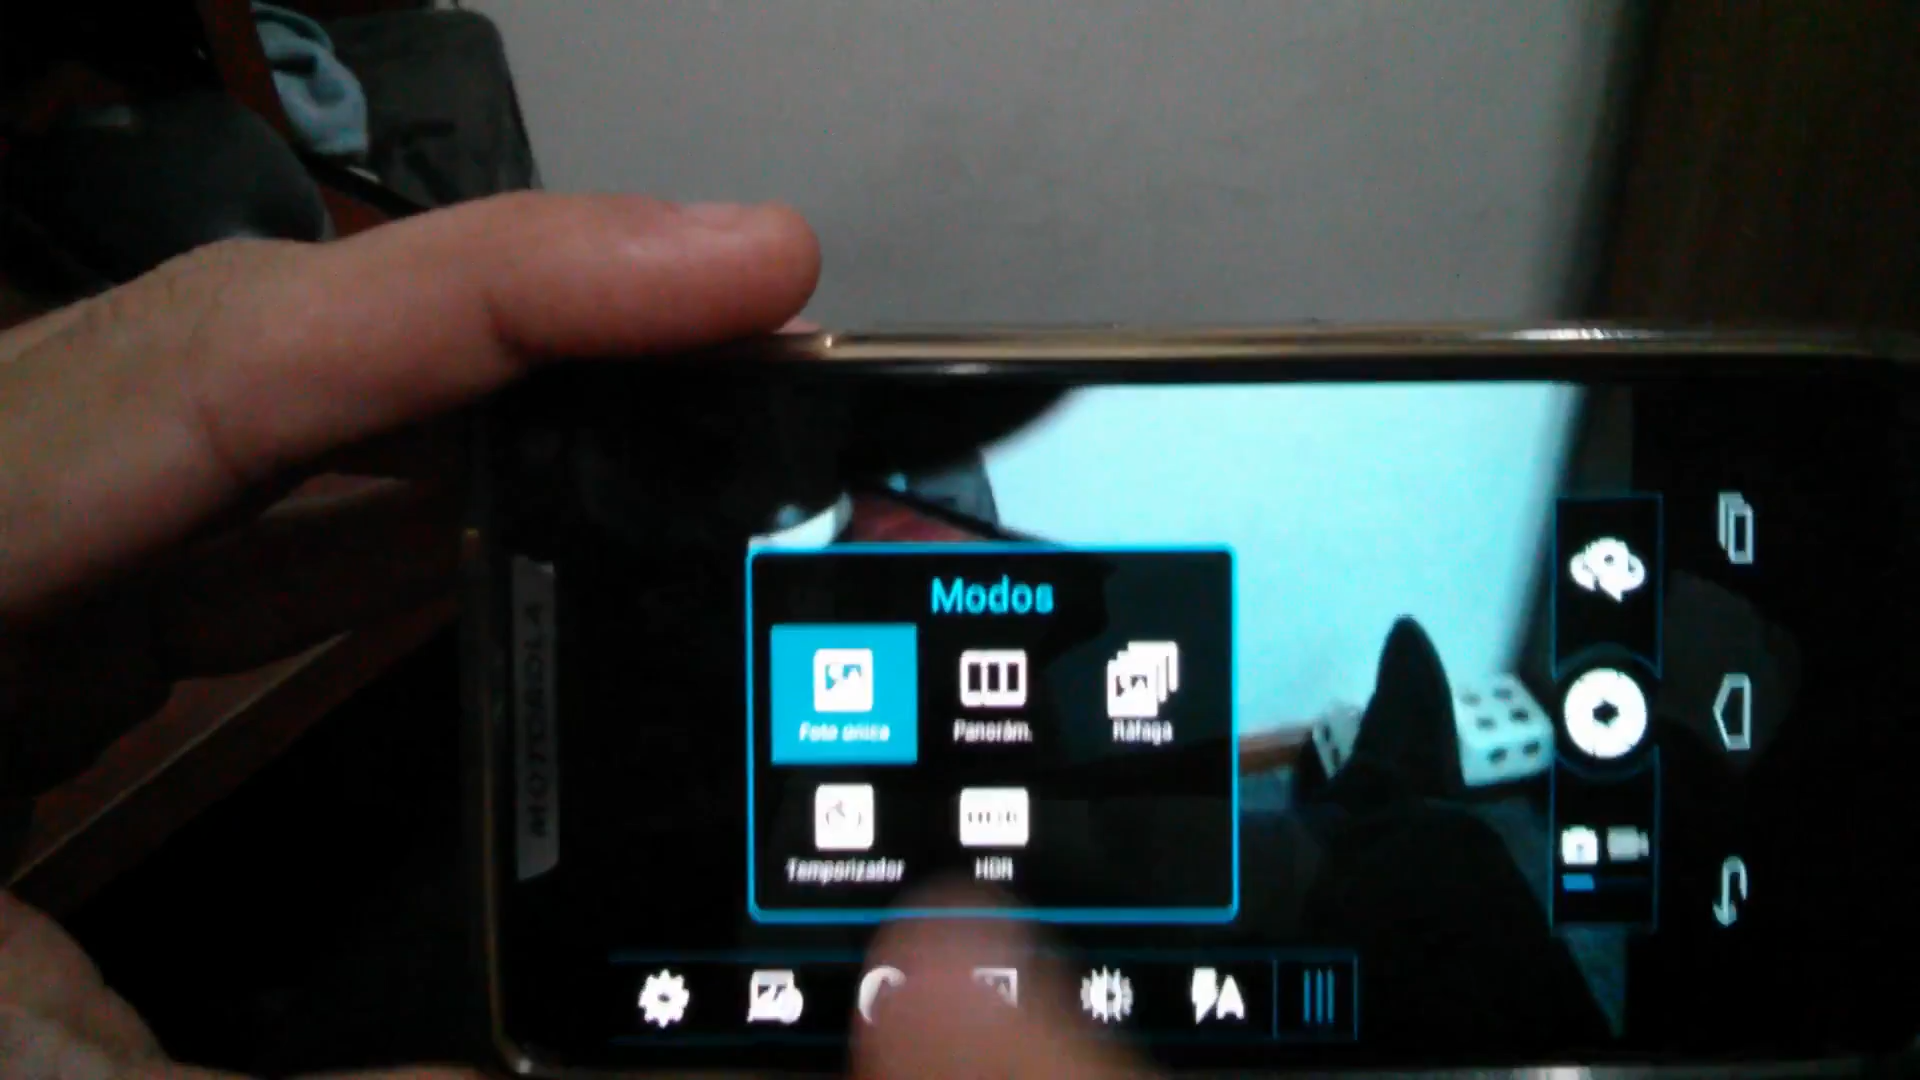 Modos
Foto única
Panorám.
Ráfaga
Temporizador
HDR
MOTOROLA